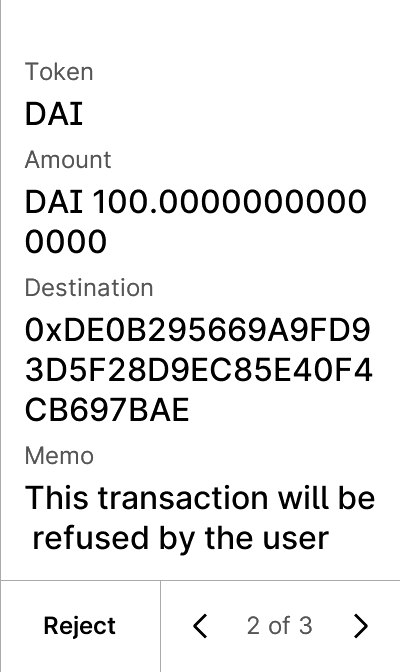 Token
DAI
Amount
DAI 100.0000000000
0000
Destination
0xDE0B295669A9FD9
3D5F28D9EC85E40F4
CB697BAE
Memo
This transaction will be
refused by the user
Reject
2 of 3